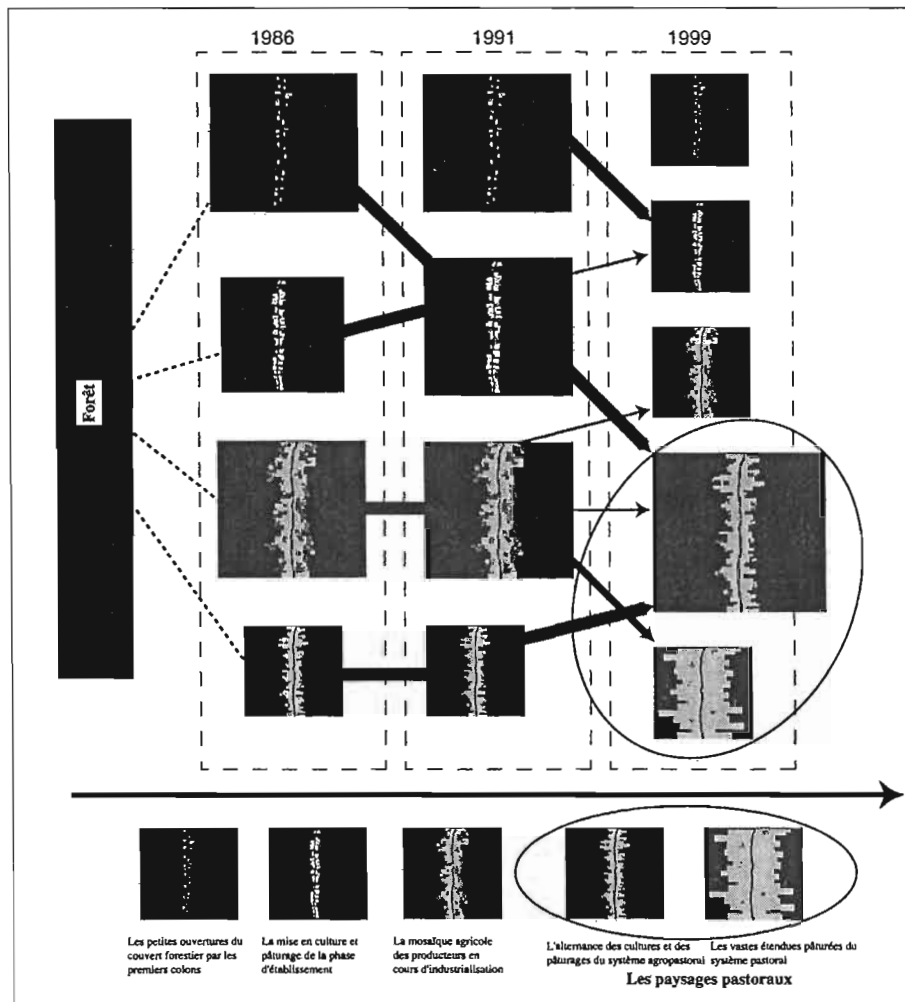 1986
1991
1999
Forêt
Les petites ouvertures du
couvert forestier par les
premiers colons
La mise en culture et
pâturage de la phase
d'établissement
La mosaïque agricole
des producteurs en
cours d'industrialisation
L'alternance des cultures et des
pâturages du système agropastoral
Les vastes étendues pâturées du
système pastoral
Les paysages pastoraux